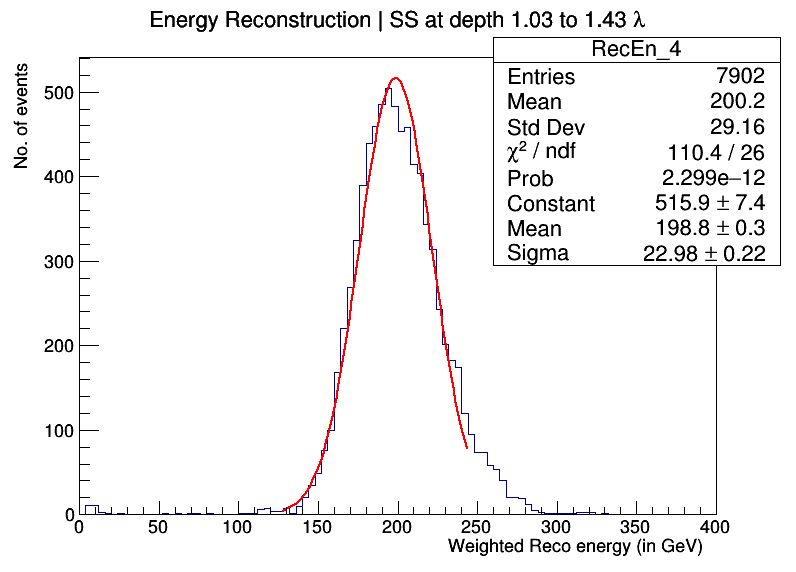 Energy Reconstruction | SS at depth 1.03 to 1.43 λ
RecEn_4
Entries 7902
Mean 200.2
Std Dev 29.16
χ² / ndf 110.4 / 26
Prob 2.299e−12
Constant 515.9 ± 7.4
Mean 198.8 ± 0.3
Sigma 22.98 ± 0.22
No. of events
500
400
300
200
100
0
0 50 100 150 200 250 300 350 400
Weighted Reco energy (in GeV)